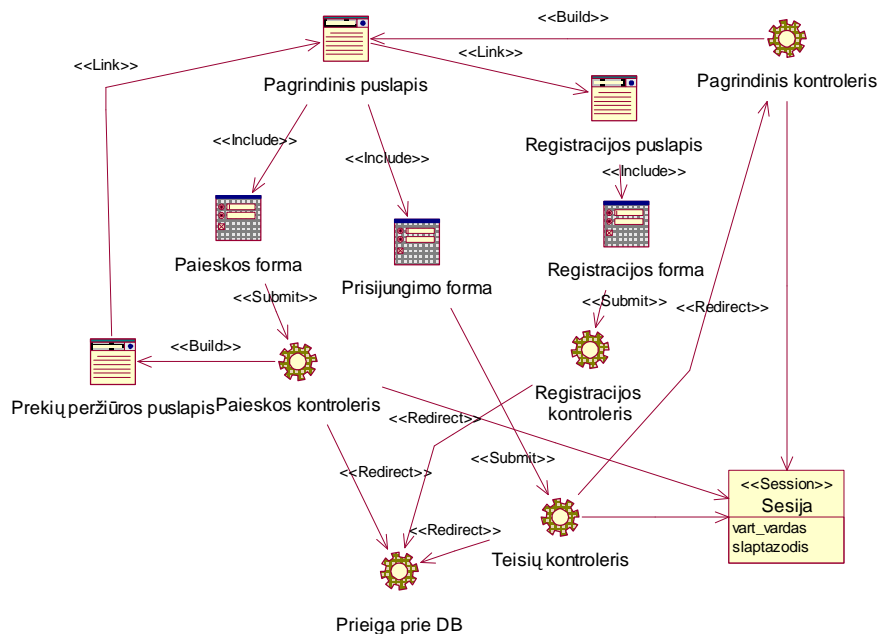 <<Build>>
<<Link>>
<<Link>>
Pagrindinis puslapis
Pagrindinis kontroleris
<<Include>>
<<Include>>
Registracijos puslapis
<<Include>>
Paieskos forma
Prisijungimo forma
Registracijos forma
<<Submit>>
<<Submit>>
<<Redirect>>
<<Build>>
Prekių peržiūros puslapis
Paieskos kontroleris
Registracijos
kontroleris
<<Redirect>>
<<Submit>>
<<Redirect>>
<<Session>>
Sesija
vart_vardas
slaptazodis
<<Redirect>>
Teisių kontroleris
Prieiga prie DB